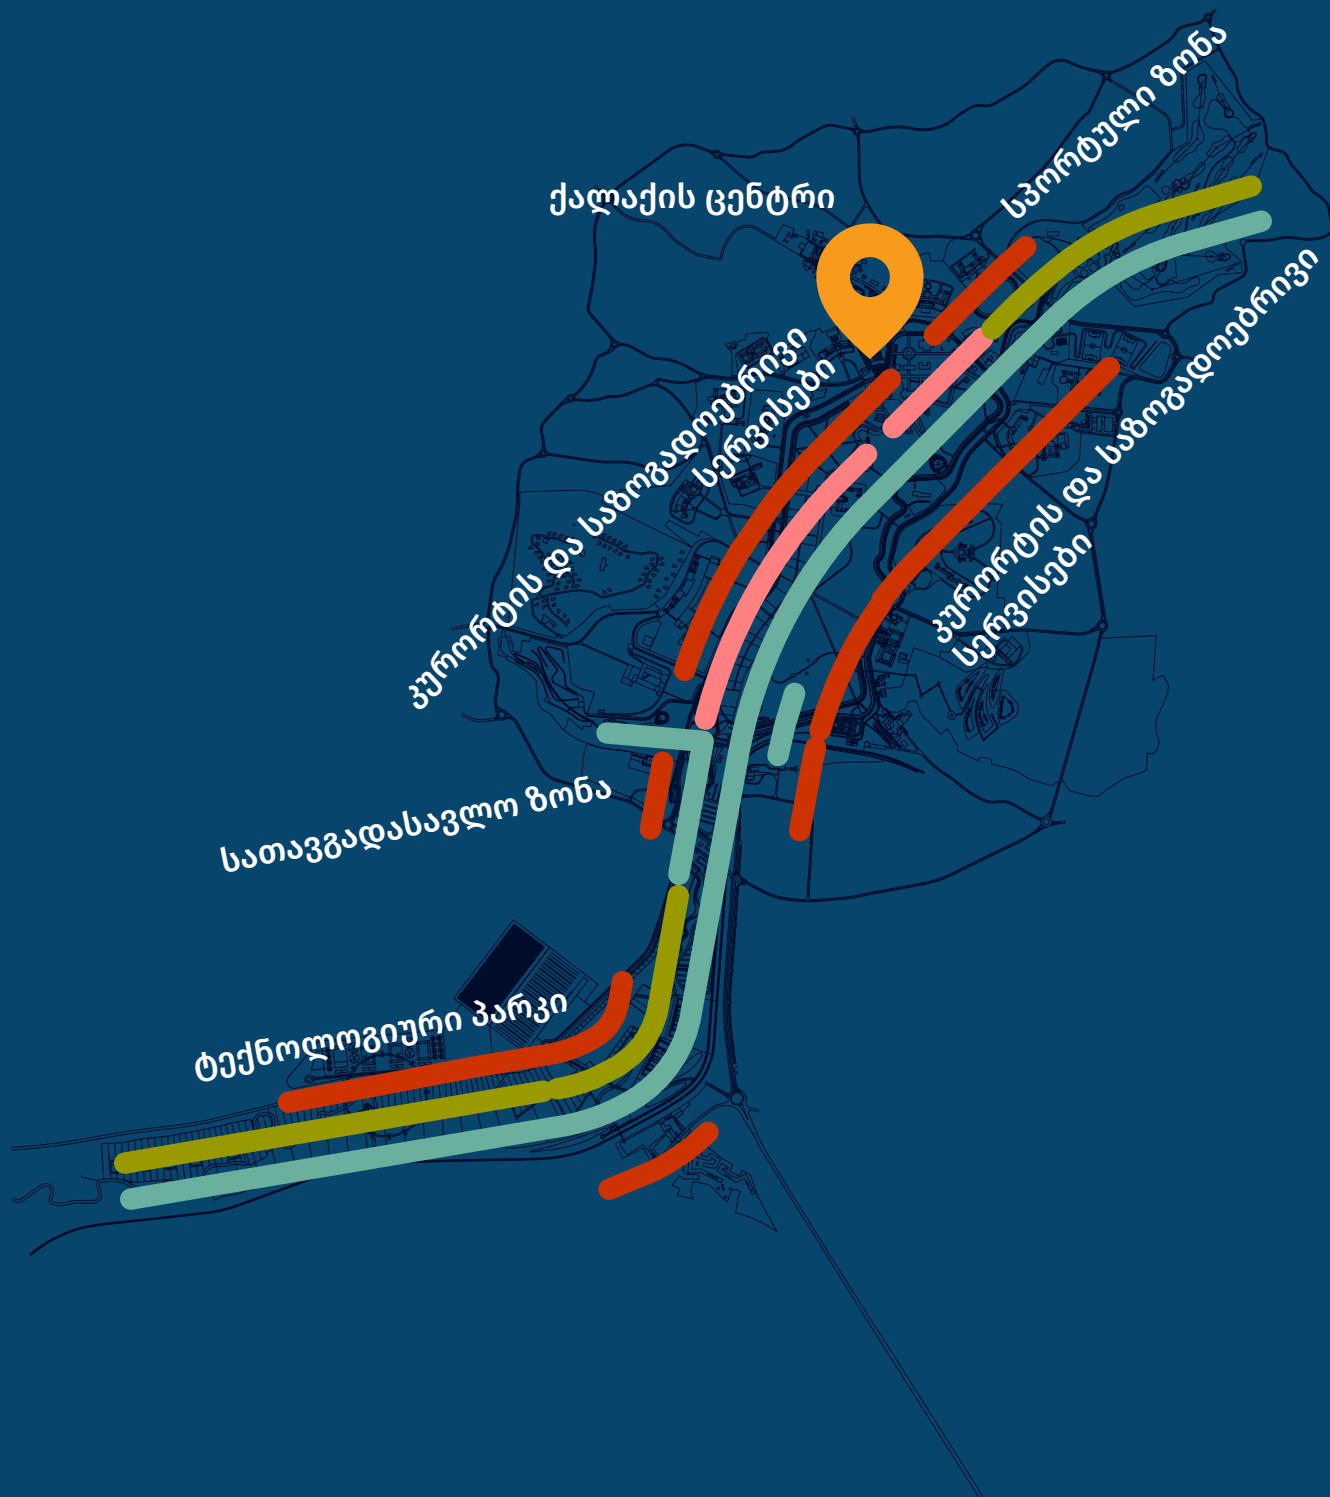 სპორტული ზონა
ქალაქის ცენტრი
კურორტის და საზოგადოებრივი
სერვისები
კურორტის და საზოგადოებრივი
სერვისები
სათავგადასავლო ზონა
ტექნოლოგიური პარკი